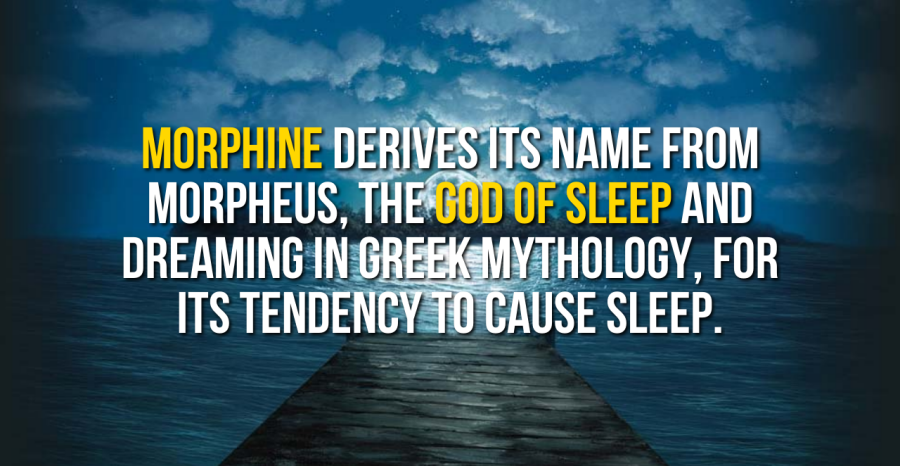 MORPHINE DERIVES ITS NAME FROM
MORPHEUS, THE GOD OF SLEEP AND
DREAMING IN GREEK MYTHOLOGY, FOR
ITS TENDENCY TO CAUSE SLEEP.